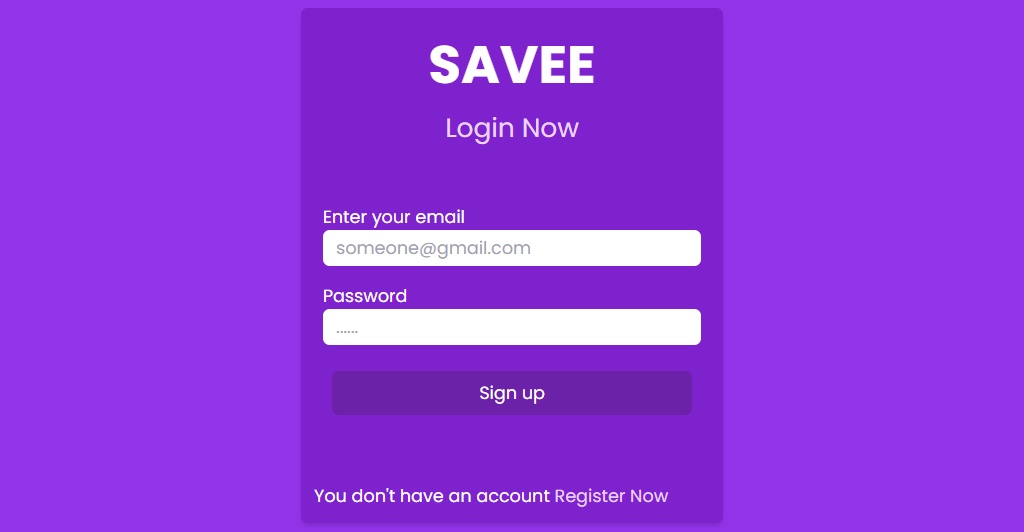 SAVEE
Login Now
Enter your email
someone@gmail.com
Password
......
Sign up
You don't have an account Register Now